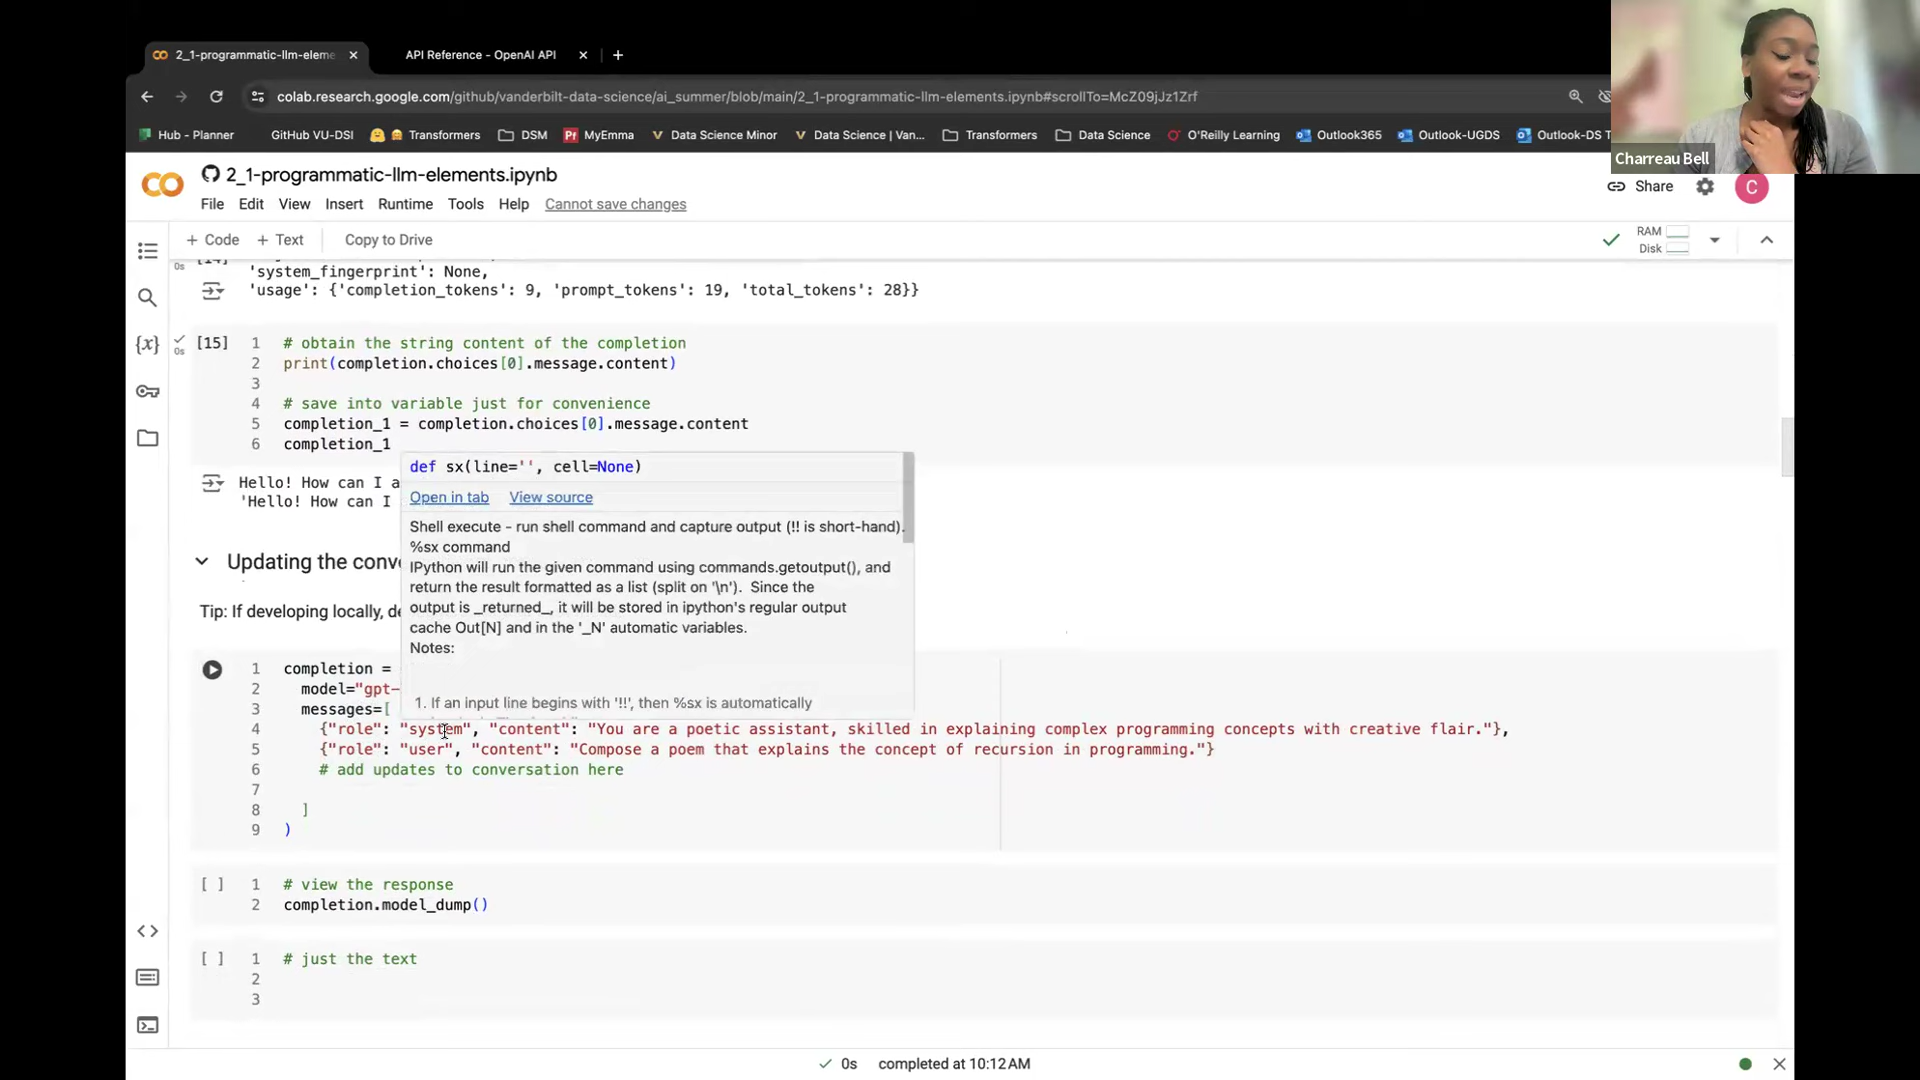 2_1-programmatic-llm-eleme
API Reference - OpenAI API
colab.research.google.com/github/vanderbilt-data-science/ai_summer/blob/main/2_1-programmatic-llm-elements.ipynb#scrollTo=McZ09jJz1Zrf
Hub - Planner
GitHub VU-DSI
Transformers
DSM
Pf MyEmma
Data Science Minor
Data Science | Van...
Transformers
Data Science
O'Reilly Learning
Outlook365
Outlook-UGDS
Outlook-DS T
Charreau Bell
2_1-programmatic-llm-elements.ipynb
Share
C
File Edit View Insert Runtime Tools Help Cannot save changes
+ Code + Text Copy to Drive
RAM
Disk
0s
'system_fingerprint': None,
'usage': {'completion_tokens': 9, 'prompt_tokens': 19, 'total_tokens': 28}}
[15]
0s
1 # obtain the string content of the completion
2 print(completion.choices[0].message.content)
3
4 # save into variable just for convenience
5 completion_1 = completion.choices[0].message.content
6 completion_1
def sx(line='', cell=None)
Open in tab View source
Shell execute - run shell command and capture output (!! is short-hand).
%sx command
IPython will run the given command using commands.getoutput(), and
return the result formatted as a list (split on '\n'). Since the
output is _returned_, it will be stored in ipython's regular output
cache Out[N] and in the '_N' automatic variables.
Notes:
1. If an input line begins with '!!', then %sx is automatically
Hello! How can I a
'Hello! How can I
Updating the conv
Tip: If developing locally, de
1 completion =
2 model="gpt-
3 messages=[
4 {"role": "system", "content": "You are a poetic assistant, skilled in explaining complex programming concepts with creative flair."},
5 {"role": "user", "content": "Compose a poem that explains the concept of recursion in programming."}
6 # add updates to conversation here
7
8 ]
9 )
[ ] 1 # view the response
2 completion.model_dump()
[ ] 1 # just the text
2
3
0s completed at 10:12 AM